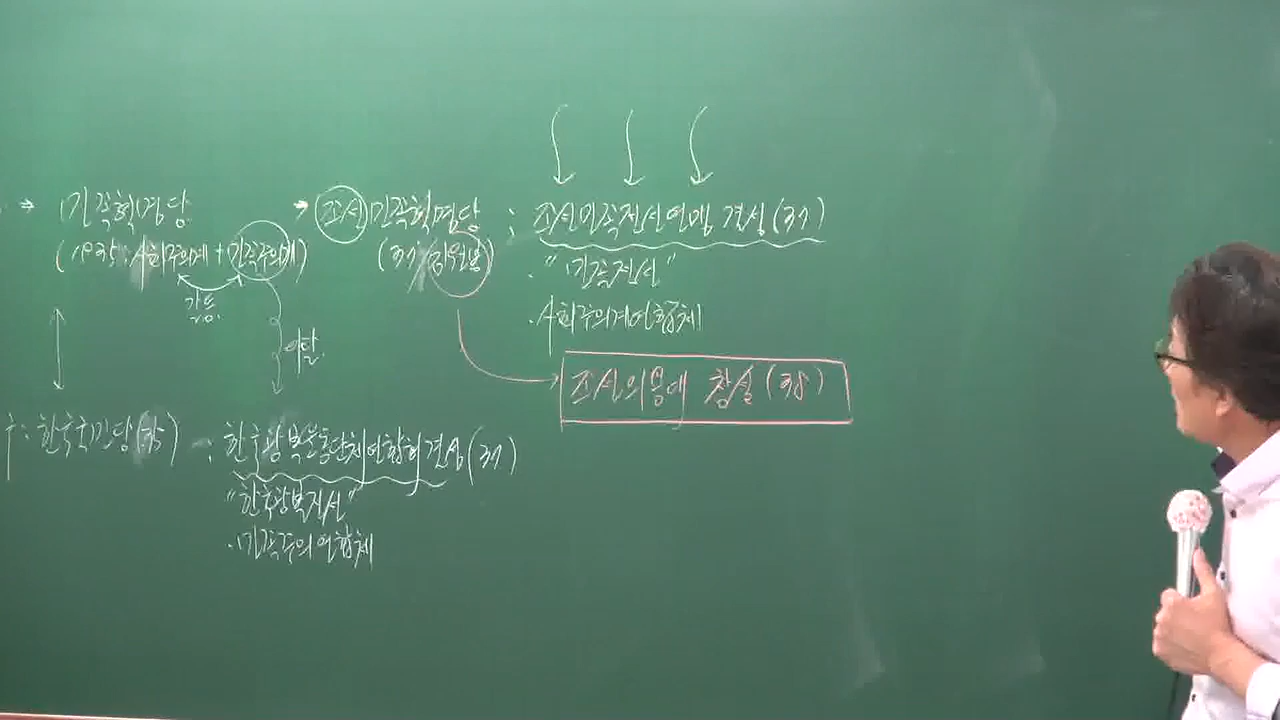 → 민족혁명당 → 조선민족혁명당 : 조선민족전선연맹 결성(37)
(1935 : 사회주의계 + 민족주의계) (37 : 김원봉)
갈등
이탈
· "민족전선"
· 사회주의계 연합체
조선의용대 창설(38)
: 한국국민당(35) : 한국광복운동단체연합회 결성(37)
"한국광복전선"
· 민족주의 연합체